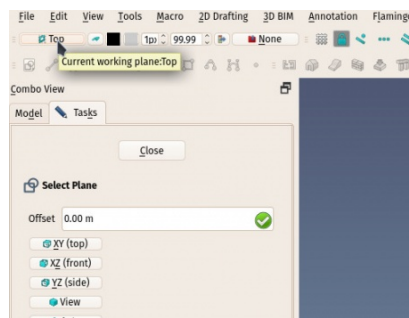 File Edit View Tools Macro 2D Drafting 3D BIM Annotation Flaming
Top 1px 99.99 None
Current working plane:Top
Combo View
Model Tasks
Close
Select Plane
Offset 0.00 m
XY (top)
XZ (front)
YZ (side)
View